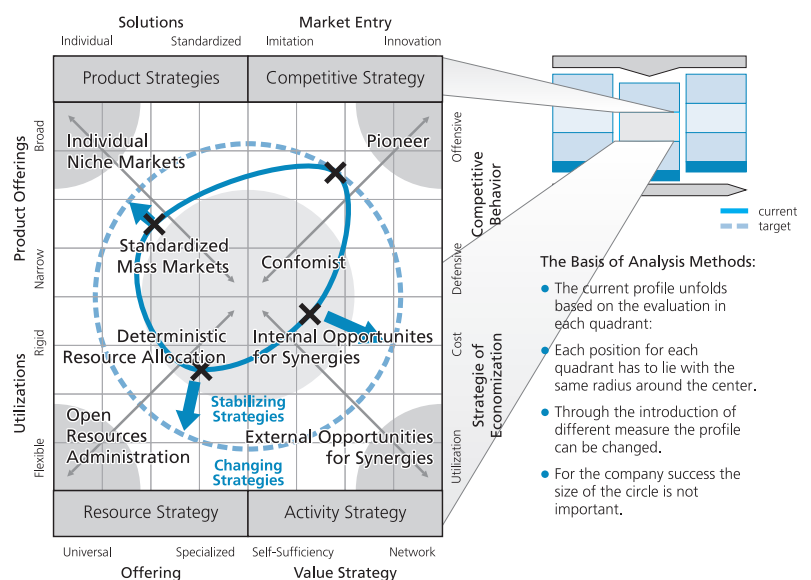 Solutions
Market Entry
Individual
Standardized
Imitation
Innovation
Product Strategies
Competitive Strategy
Product Offerings
Broad
Narrow
Individual
Niche Markets
Pioneer
Offensive
Defensive
Competitive
Behavior
Standardized
Mass Markets
Confomist
current
target
Utilizations
Rigid
Flexible
Deterministic
Resource Allocation
Internal Opportunites
for Synergies
Cost
Utilization
Strategie of
Economization
Stabilizing
Strategies
Open
Resources
Administration
External Opportunities
for Synergies
Changing
Strategies
Resource Strategy
Activity Strategy
Universal
Specialized
Self-Sufficiency
Network
Offering
Value Strategy
The Basis of Analysis Methods:
● The current profile unfolds
based on the evaluation in
each quadrant:
● Each position for each
quadrant has to lie with the
same radius around the center.
● Through the introduction of
different measure the profile
can be changed.
● For the company success the
size of the circle is not
important.